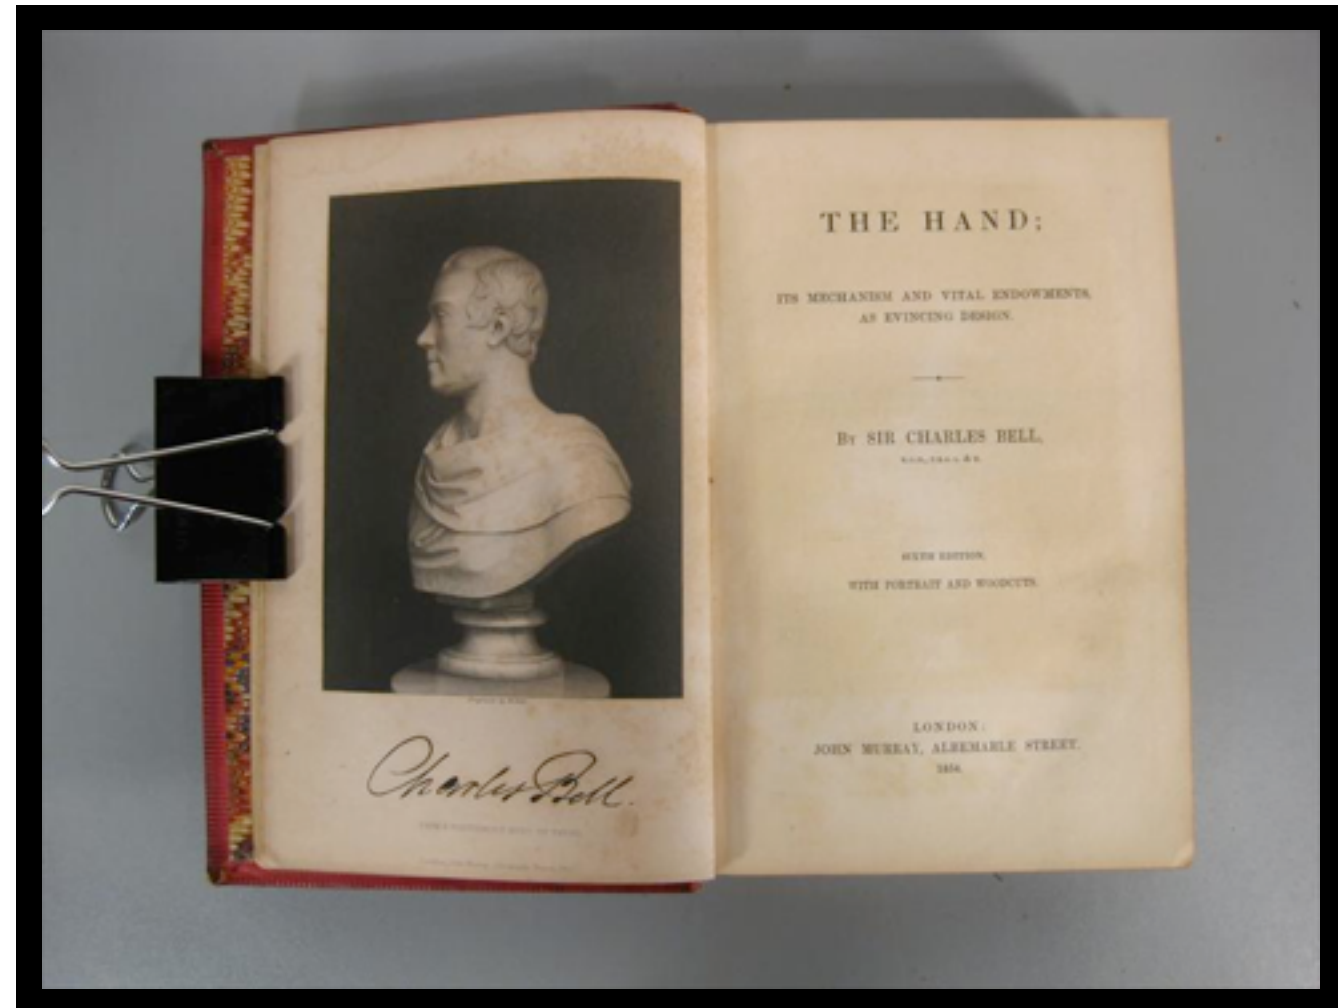 Charles Bell.
THE HAND;
ITS MECHANISM AND VITAL ENDOWMENTS,
AS EVINCING DESIGN.
BY SIR CHARLES BELL,
SIXTH EDITION,
WITH PORTRAIT AND WOODCUTS.
LONDON:
JOHN MURRAY, ALBEMARLE STREET.